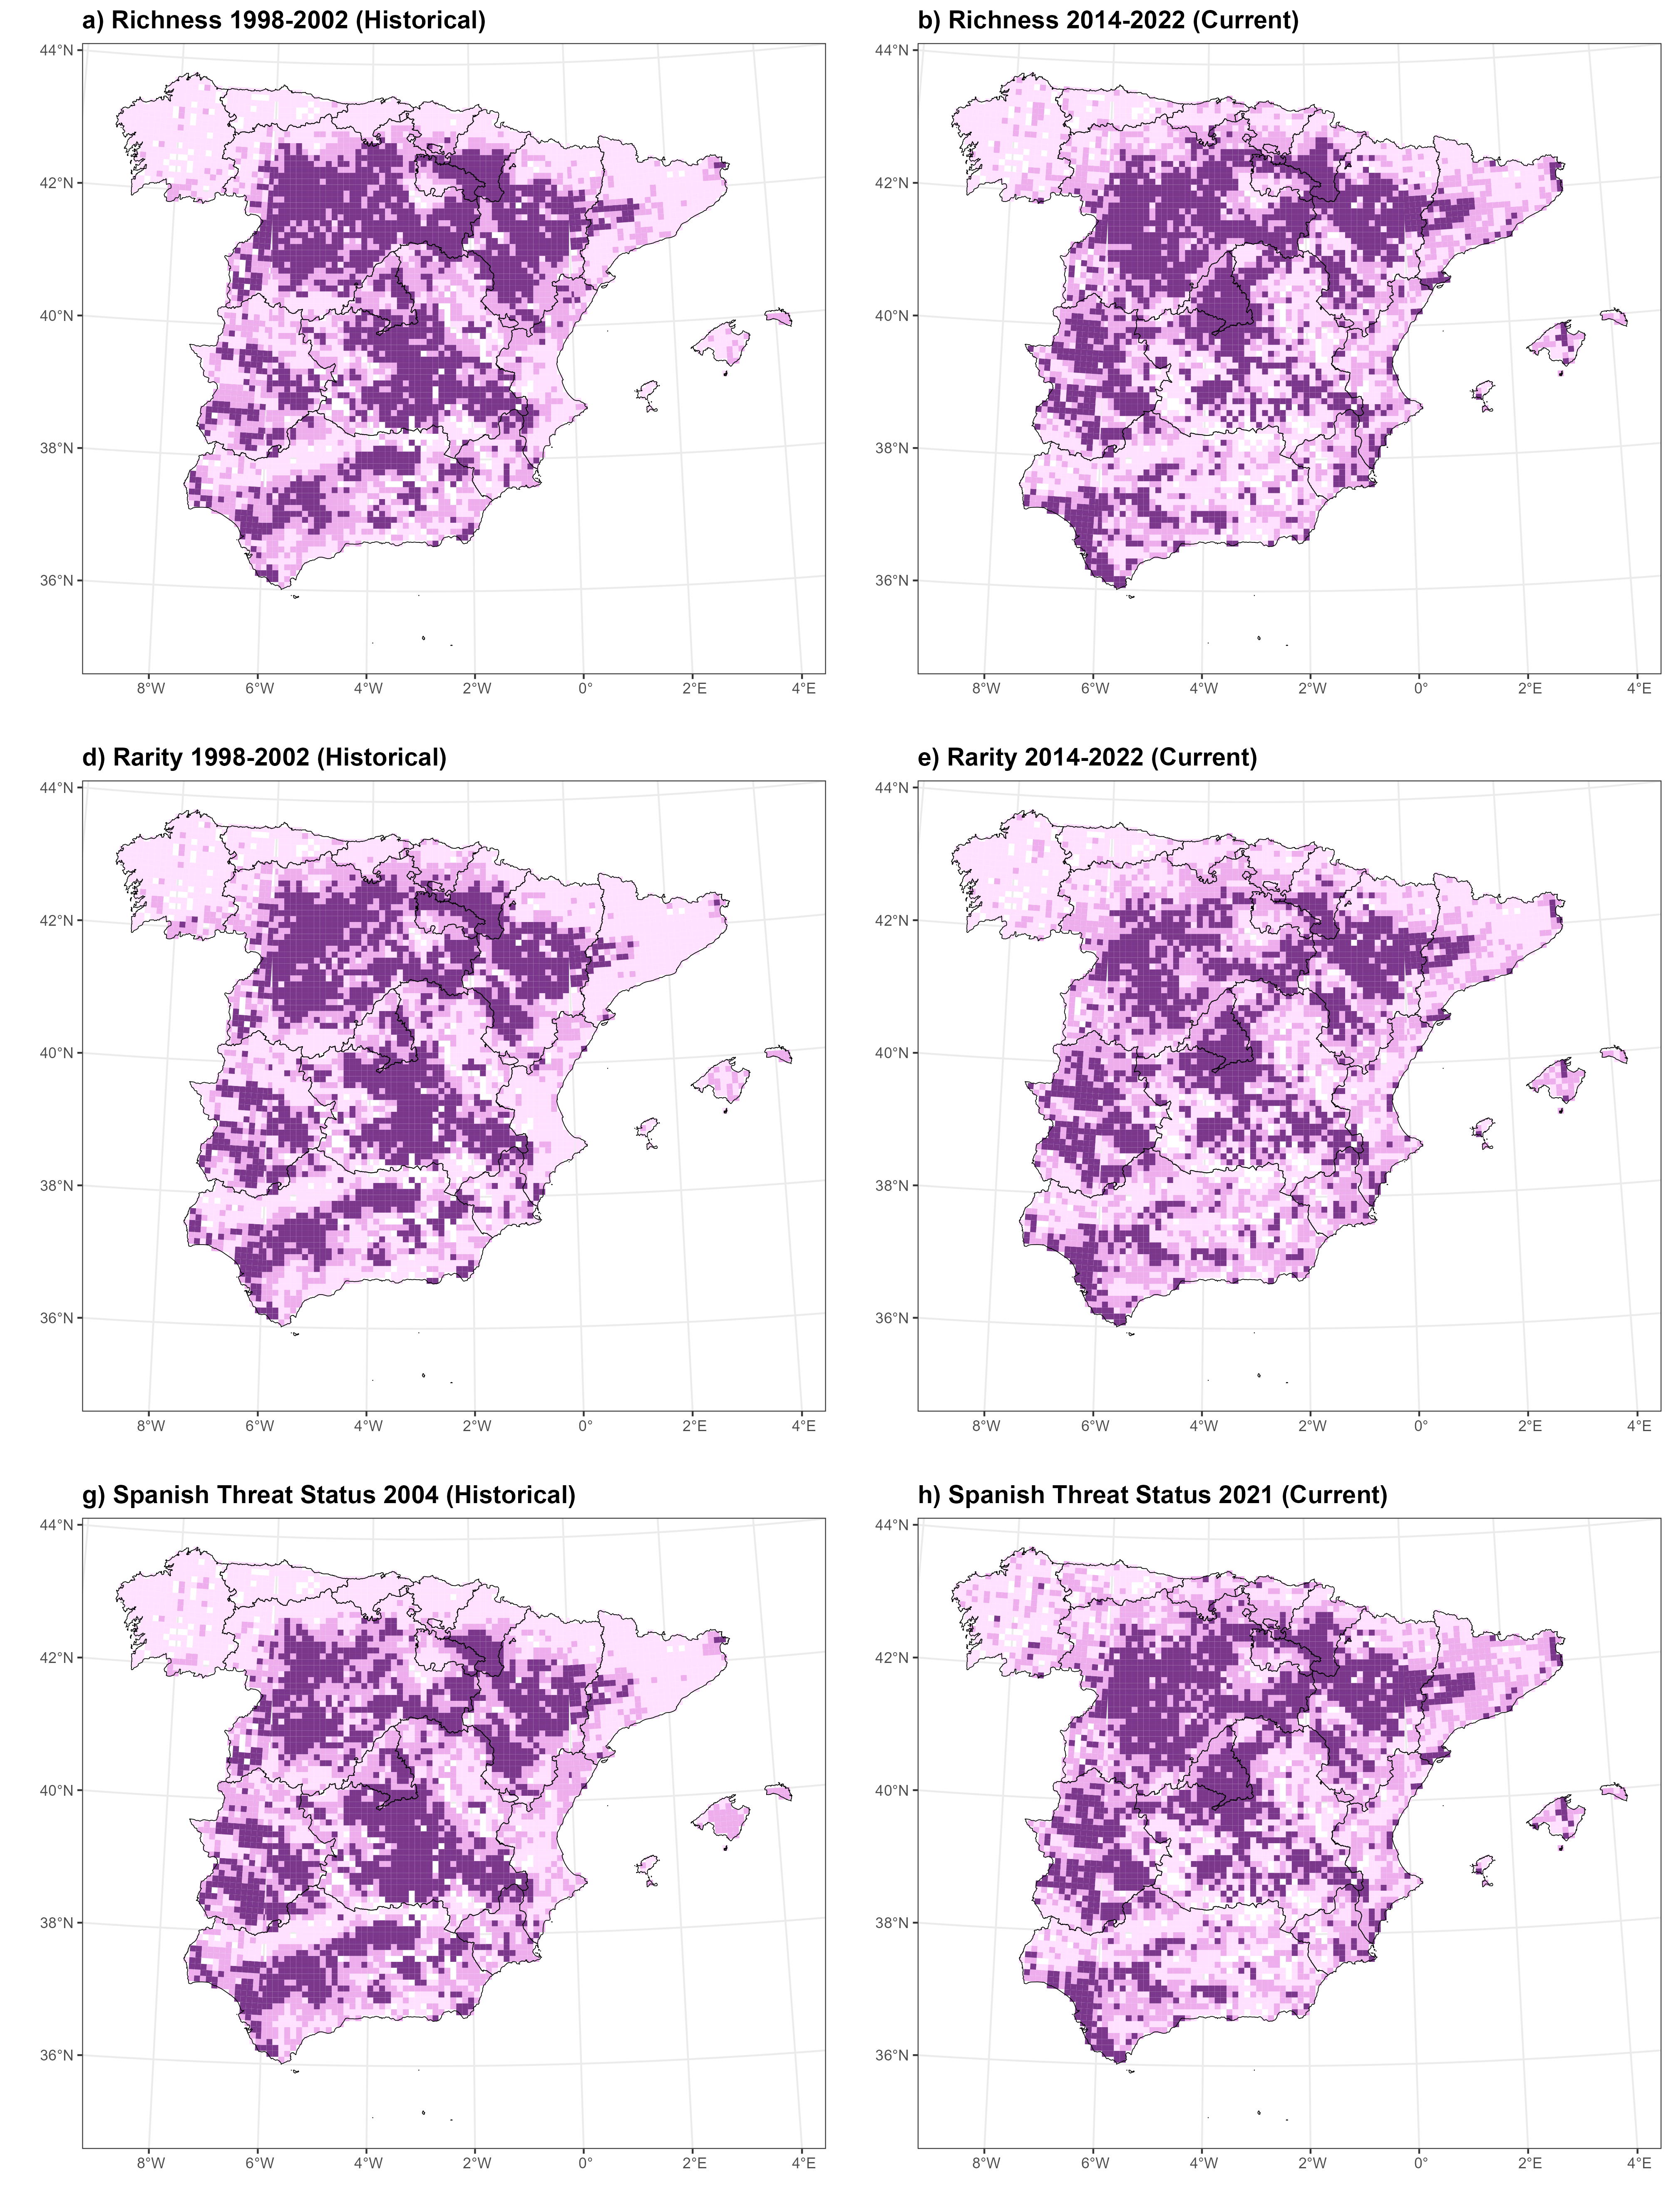 a) Richness 1998-2002 (Historical)
44°N
42°N
40°N
38°N
36°N
8°W 6°W 4°W 2°W 0° 2°E 4°E
b) Richness 2014-2022 (Current)
44°N
42°N
40°N
38°N
36°N
8°W 6°W 4°W 2°W 0° 2°E 4°E
d) Rarity 1998-2002 (Historical)
44°N
42°N
40°N
38°N
36°N
8°W 6°W 4°W 2°W 0° 2°E 4°E
e) Rarity 2014-2022 (Current)
44°N
42°N
40°N
38°N
36°N
8°W 6°W 4°W 2°W 0° 2°E 4°E
g) Spanish Threat Status 2004 (Historical)
44°N
42°N
40°N
38°N
36°N
8°W 6°W 4°W 2°W 0° 2°E 4°E
h) Spanish Threat Status 2021 (Current)
44°N
42°N
40°N
38°N
36°N
8°W 6°W 4°W 2°W 0° 2°E 4°E